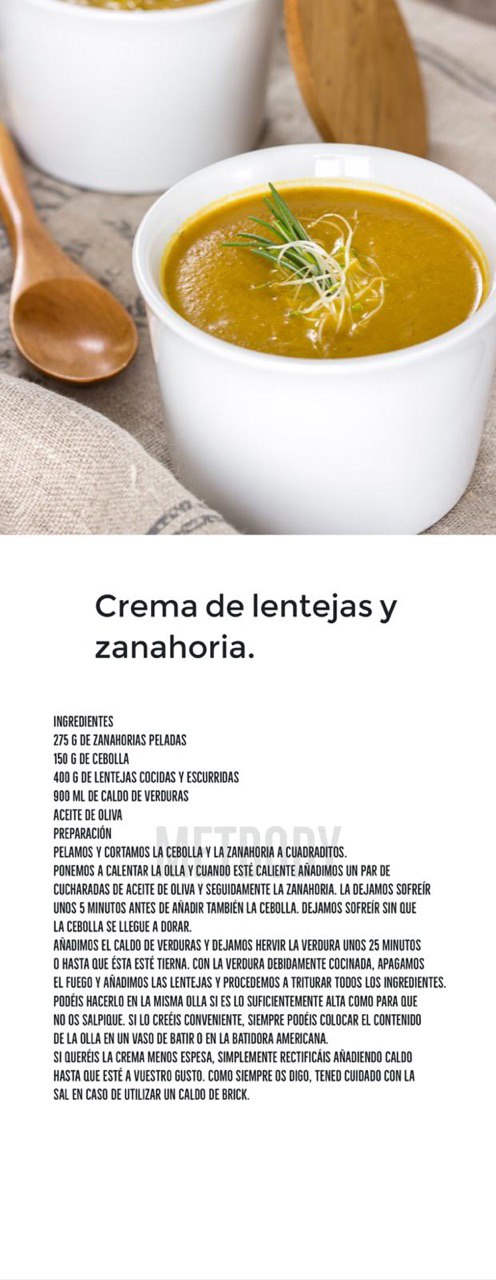 Crema de lentejas y
zanahoria.
INGREDIENTES
275 G DE ZANAHORIAS PELADAS
150 G DE CEBOLLA
400 G DE LENTEJAS COCIDAS Y ESCURRIDAS
900 ML DE CALDO DE VERDURAS
ACEITE DE OLIVA
PREPARACIÓN
METBODY
PELAMOS Y CORTAMOS LA CEBOLLA Y LA ZANAHORIA A CUADRADITOS.
PONEMOS A CALENTAR LA OLLA Y CUANDO ESTÉ CALIENTE AÑADIMOS UN PAR DE
CUCHARADAS DE ACEITE DE OLIVA Y SEGUIDAMENTE LA ZANAHORIA. LA DEJAMOS SOFREÍR
UNOS 5 MINUTOS ANTES DE AÑADIR TAMBIÉN LA CEBOLLA. DEJAMOS SOFREÍR SIN QUE
LA CEBOLLA SE LLEGUE A DORAR.
AÑADIMOS EL CALDO DE VERDURAS Y DEJAMOS HERVIR LA VERDURA UNOS 25 MINUTOS
O HASTA QUE ÉSTA ESTÉ TIERNA. CON LA VERDURA DEBIDAMENTE COCINADA, APAGAMOS
EL FUEGO Y AÑADIMOS LAS LENTEJAS Y PROCEDEMOS A TRITURAR TODOS LOS INGREDIENTES.
PODÉIS HACERLO EN LA MISMA OLLA SI ES LO SUFICIENTEMENTE ALTA COMO PARA QUE
NO OS SALPIQUE. SI LO CREÉIS CONVENIENTE, SIEMPRE PODÉIS COLOCAR EL CONTENIDO
DE LA OLLA EN UN VASO DE BATIR O EN LA BATIDORA AMERICANA.
SI QUERÉIS LA CREMA MENOS ESPESA, SIMPLEMENTE RECTIFICÁIS AÑADIENDO CALDO
HASTA QUE ESTÉ A VUESTRO GUSTO. COMO SIEMPRE OS DIGO, TENED CUIDADO CON LA
SAL EN CASO DE UTILIZAR UN CALDO DE BRICK.